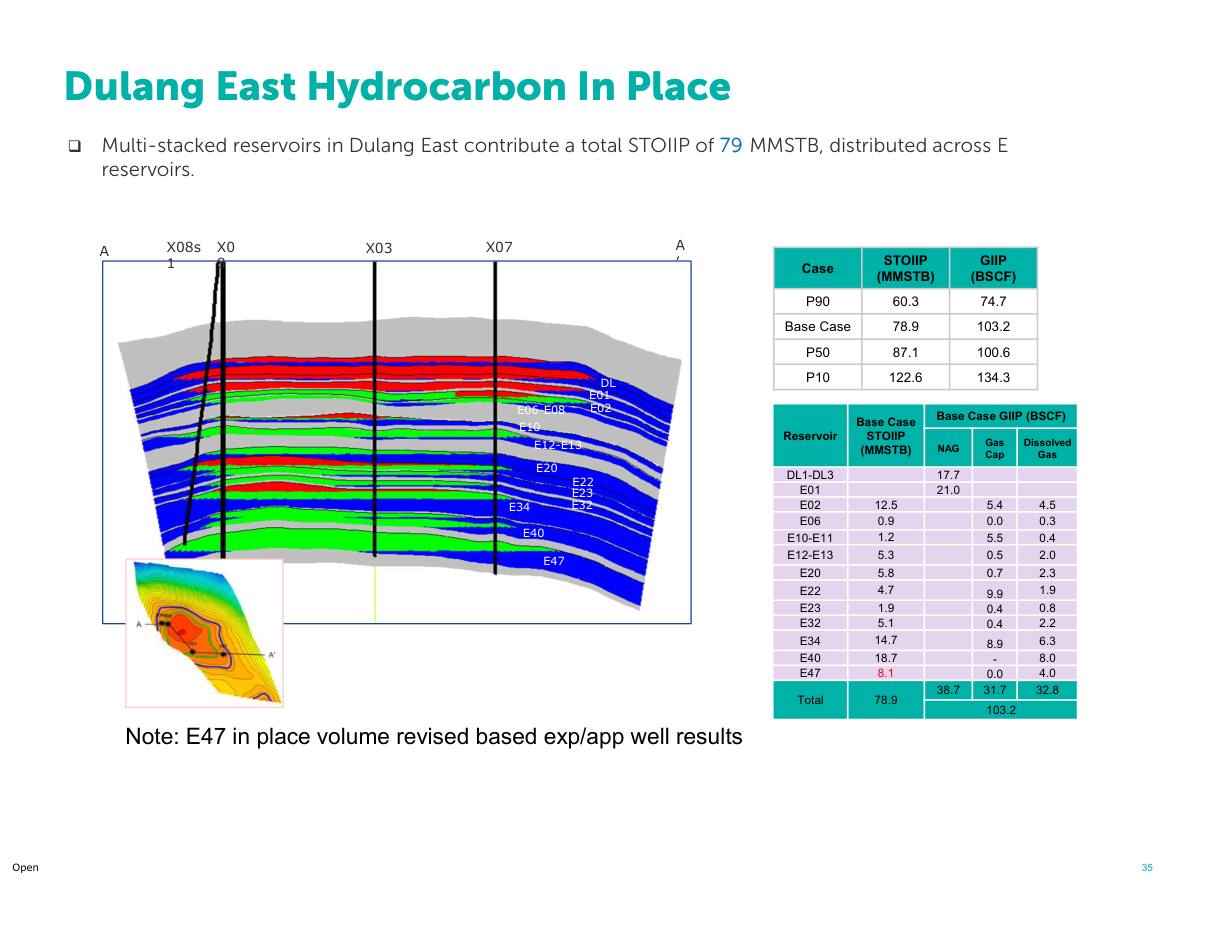 Dulang East Hydrocarbon In Place
❑ Multi-stacked reservoirs in Dulang East contribute a total STOIIP of 79 MMSTB, distributed across E
reservoirs.
A
X08s
1
X0
X03
X07
A
'
DL
E01
E02
E06-E08
E10
E12-E13
E20
E22
E23
E32
E34
E40
E47
A
A'
Note: E47 in place volume revised based exp/app well results
Case STOIIP (MMSTB) GIIP (BSCF)
P90 60.3 74.7
Base Case 78.9 103.2
P50 87.1 100.6
P10 122.6 134.3
Reservoir Base Case STOIIP (MMSTB) Base Case GIIP (BSCF)
NAG Gas Cap Dissolved Gas
DL1-DL3 17.7
E01 21.0
E02 12.5 5.4 4.5
E06 0.9 0.0 0.3
E10-E11 1.2 5.5 0.4
E12-E13 5.3 0.5 2.0
E20 5.8 0.7 2.3
E22 4.7 9.9 1.9
E23 1.9 0.4 0.8
E32 5.1 0.4 2.2
E34 14.7 8.9 6.3
E40 18.7 - 8.0
E47 8.1 0.0 4.0
Total 78.9 38.7 31.7 32.8
103.2
Open
35